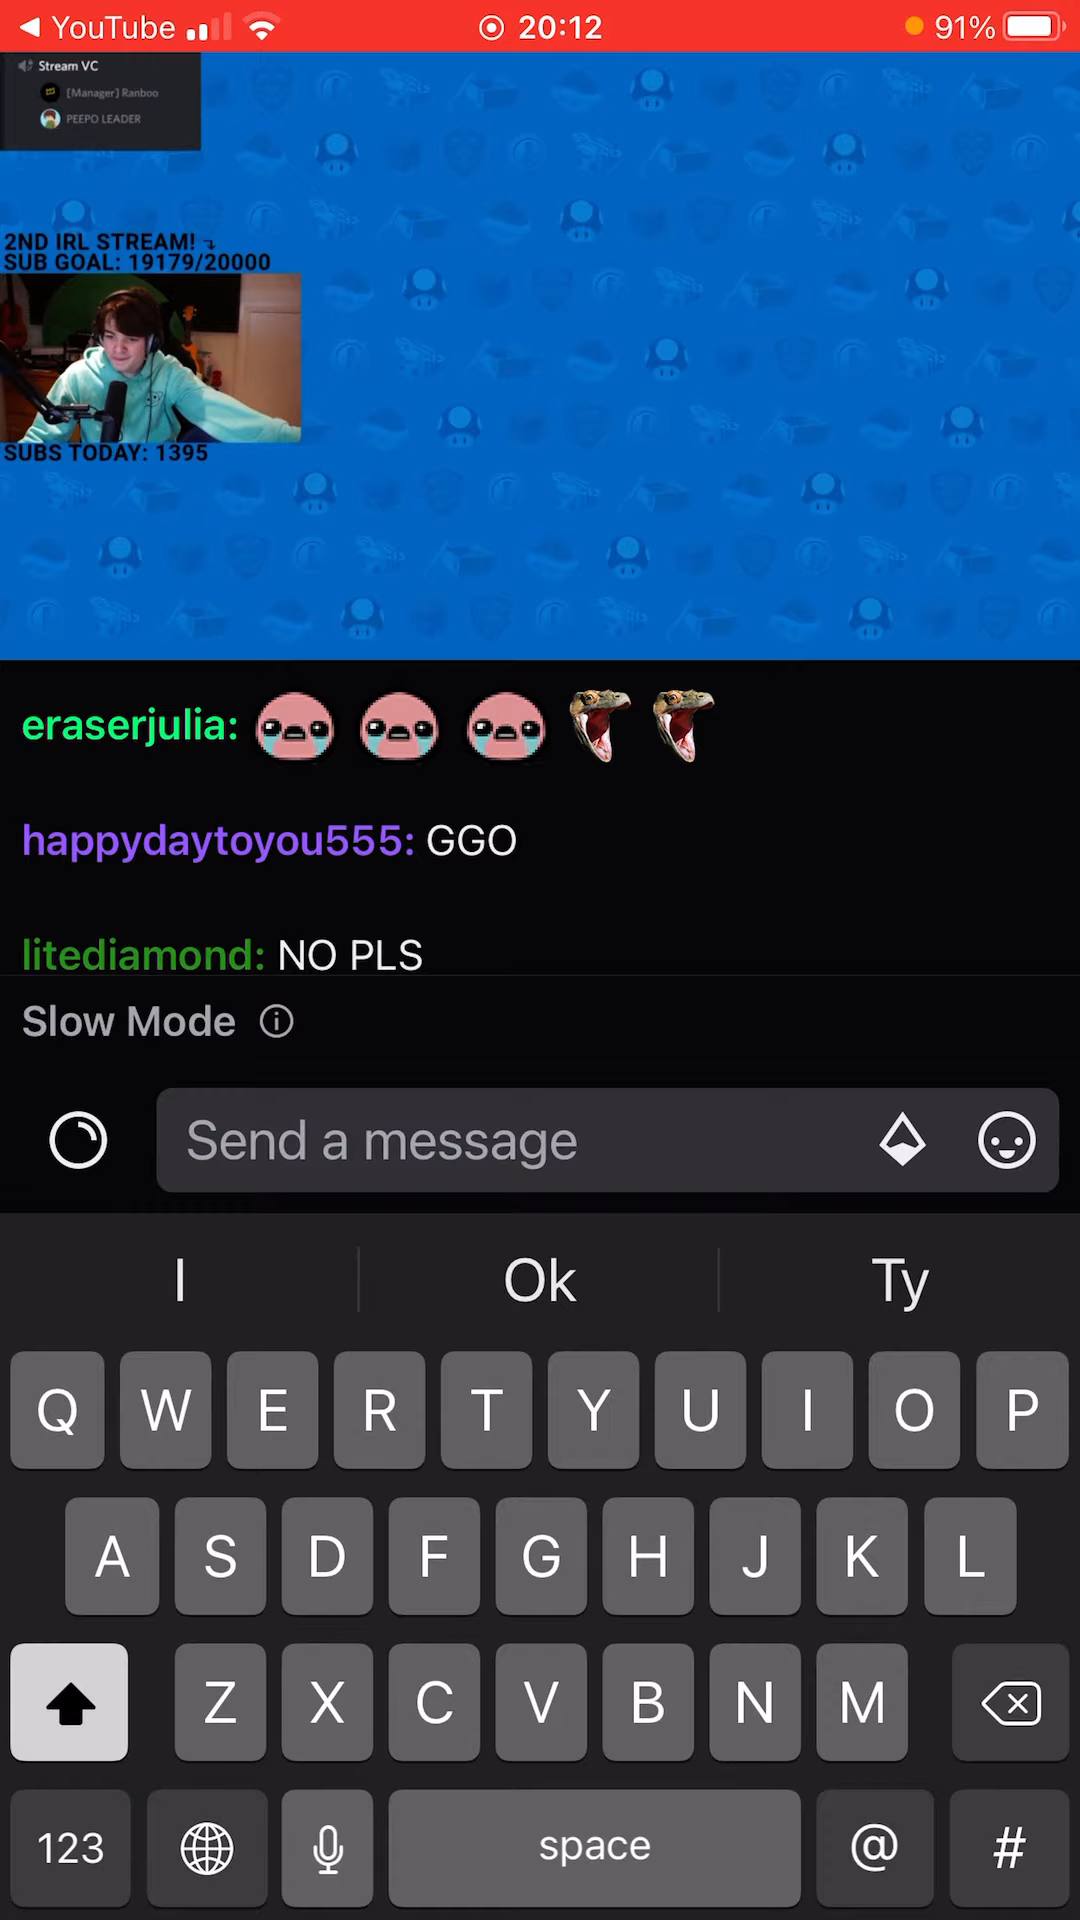 YouTube 20:12 91%
Stream VC
[Manager] Ranboo
PEEPO LEADER
2ND IRL STREAM!
SUB GOAL: 19179/20000
SUBS TODAY: 1395
eraserjulia:
happydaytoyou555: GGO
litediamond: NO PLS
Slow Mode
Send a message
I Ok Ty
Q W E R T Y U I O P
A S D F G H J K L
Z X C V B N M
123 space @ #